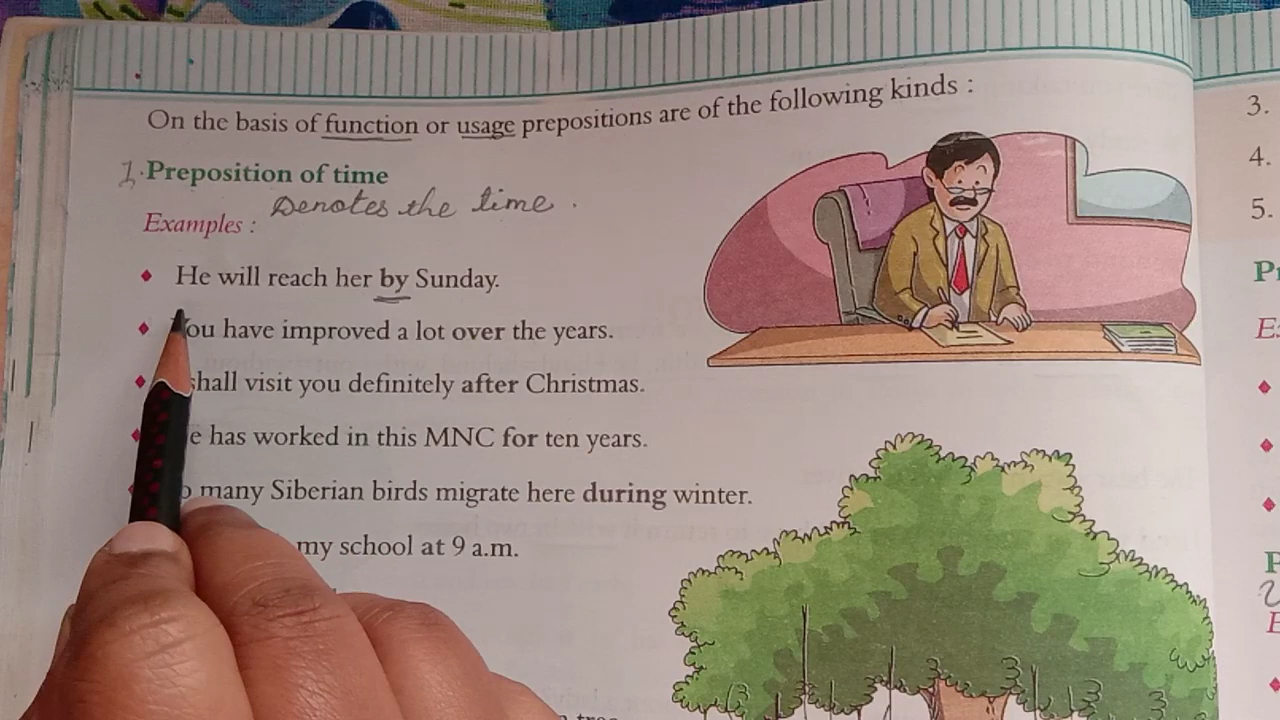 On the basis of function or usage prepositions are of the following kinds :
1. Preposition of time
Denotes the time .
Examples :
He will reach her by Sunday.
You have improved a lot over the years.
shall visit you definitely after Christmas.
has worked in this MNC for ten years.
many Siberian birds migrate here during winter.
my school at 9 a.m.
3.
4.
5.